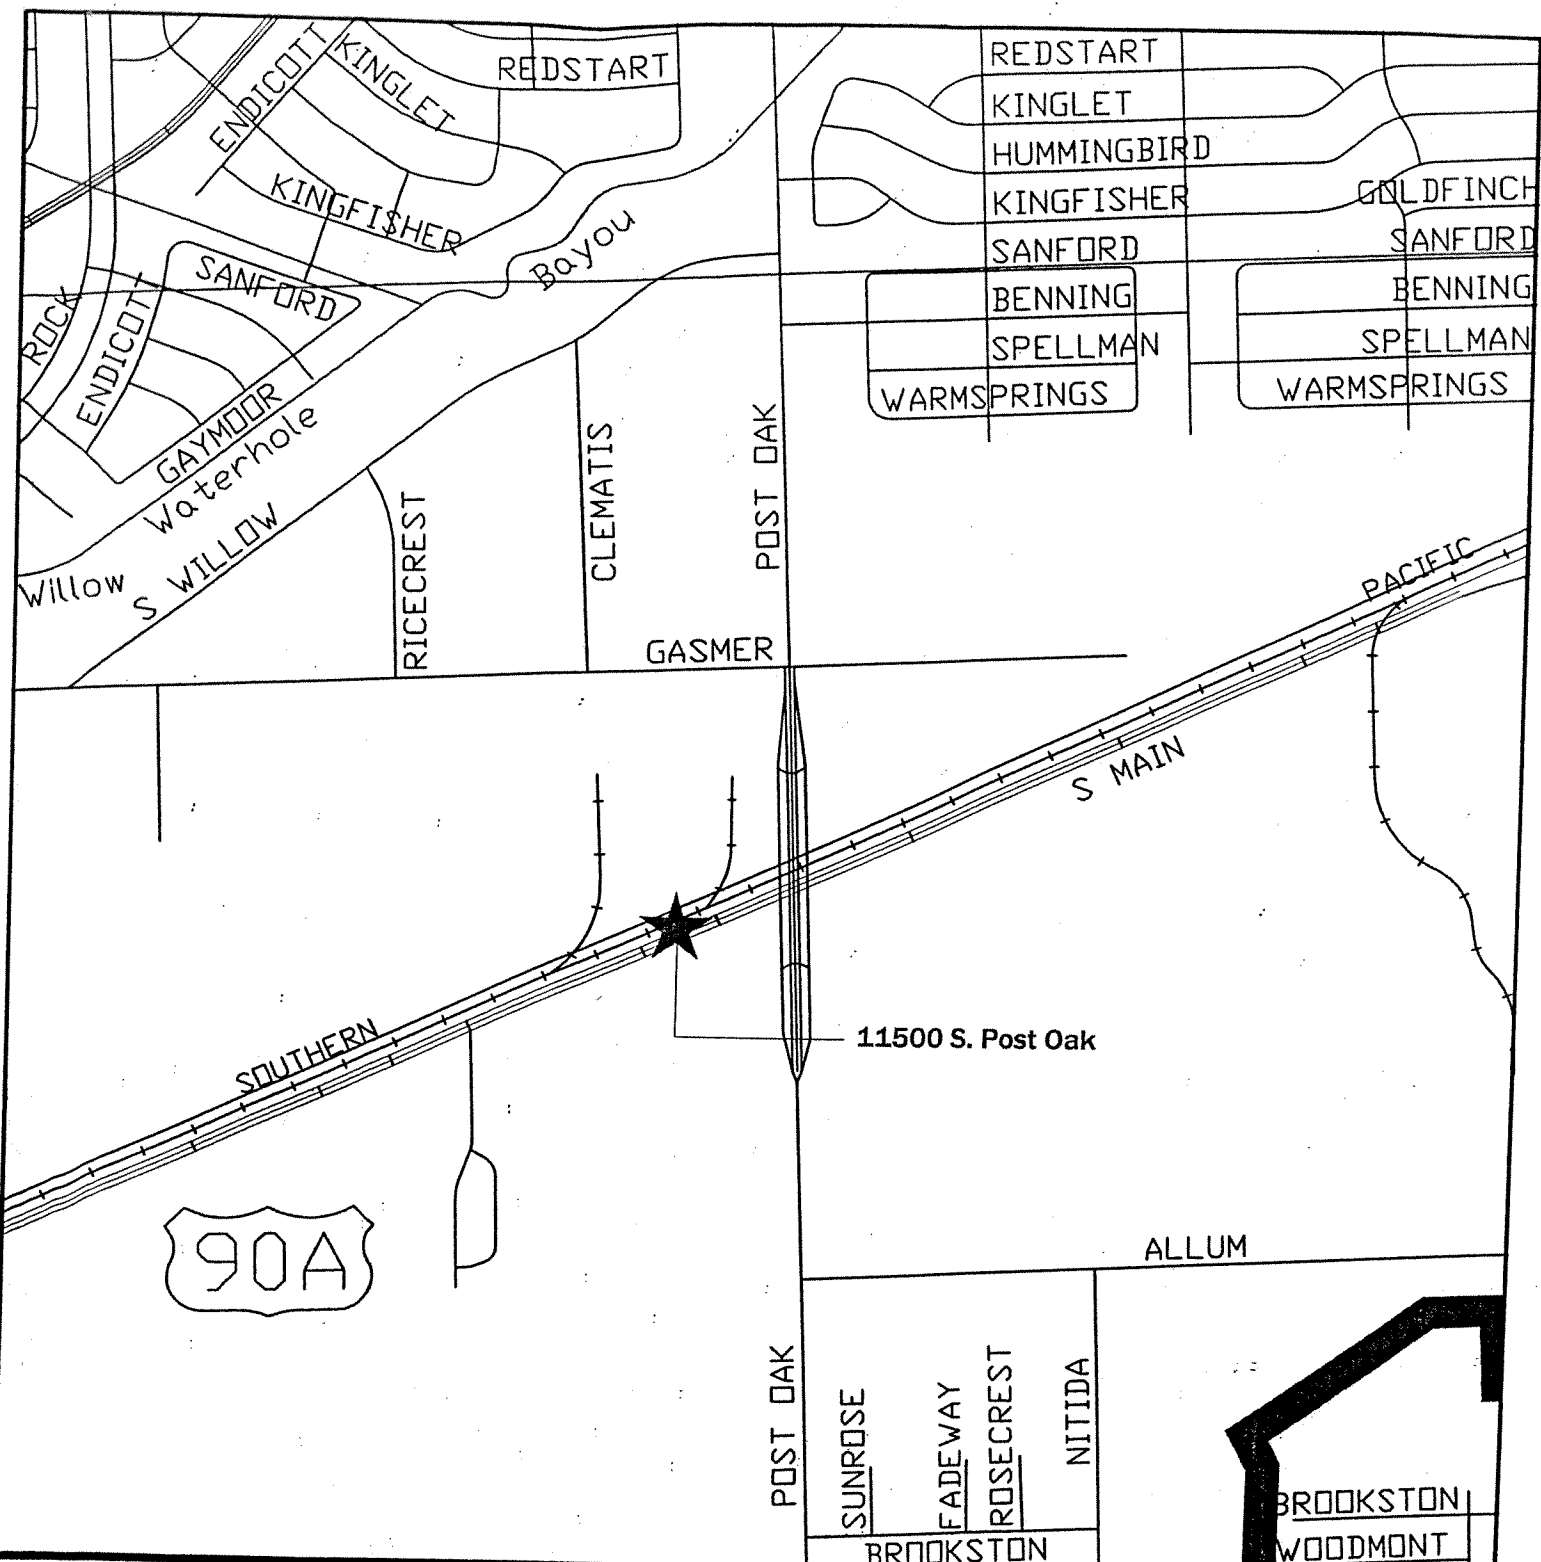 REDSTART
REDSTART
KINGLET
ENDICOTT
KINGLET
HUMMINGBIRD
KINGFISHER
KINGFISHER
GOLDFINCH
SANFORD
SANFORD
SANFORD
Bayou
BENNING
BENNING
ROCK
ENDICOTT
SPELLMAN
SPELLMAN
WARMSPRINGS
WARMSPRINGS
GAYMOOR
Waterhole
POST OAK
CLEMATIS
RICECREST
S WILLOW
Willow
PACIFIC
GASMER
S MAIN
SOUTHERN
11500 S. Post Oak
90A
ALLUM
POST OAK
SUNROSE
FADEWAY
ROSECREST
NITIDA
BROOKSTON
WOODMONT
BROOKSTON